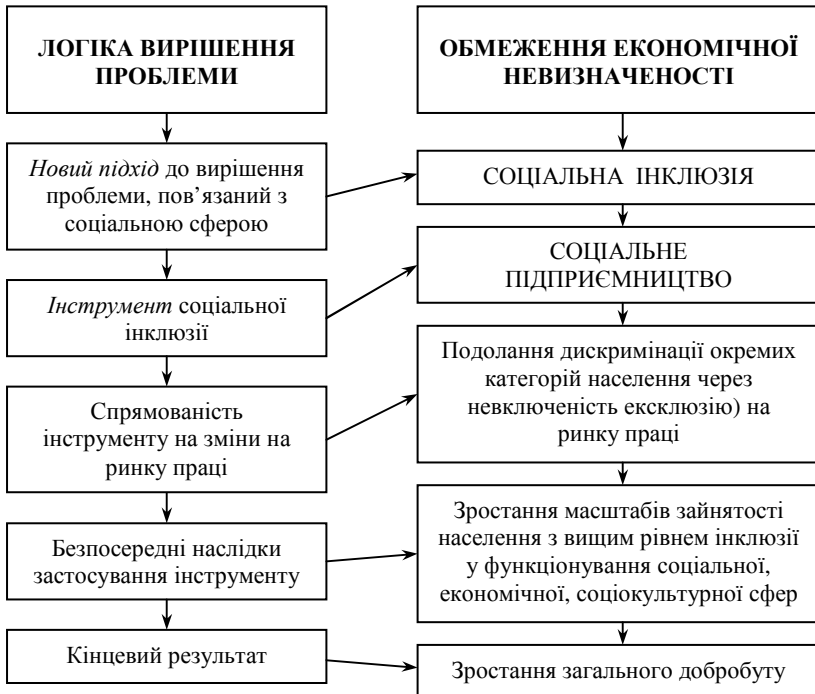 ЛОГІКА ВИРІШЕННЯ
ПРОБЛЕМИ
ОБМЕЖЕННЯ ЕКОНОМІЧНОЇ
НЕВИЗНАЧЕНОСТІ
Новий підхід до вирішення
проблеми, пов’язаний з
соціальною сферою
СОЦІАЛЬНА ІНКЛЮЗІЯ
Інструмент соціальної
інклюзії
СОЦІАЛЬНЕ
ПІДПРИЄМНИЦТВО
Спрямованість
інструменту на зміни на
ринку праці
Подолання дискримінації окремих
категорій населення через
невключеність ексклюзію) на
ринку праці
Безпосередні наслідки
застосування інструменту
Зростання масштабів зайнятості
населення з вищим рівнем інклюзії
у функціонування соціальної,
економічної, соціокультурної сфер
Кінцевий результат
Зростання загального добробуту